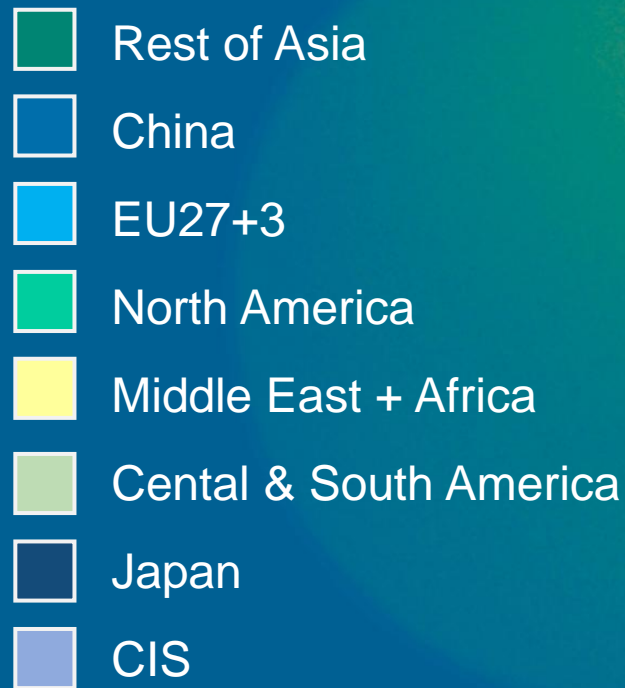 Rest of Asia
China
EU27+3
North America
Middle East + Africa
Cental & South America
Japan
CIS